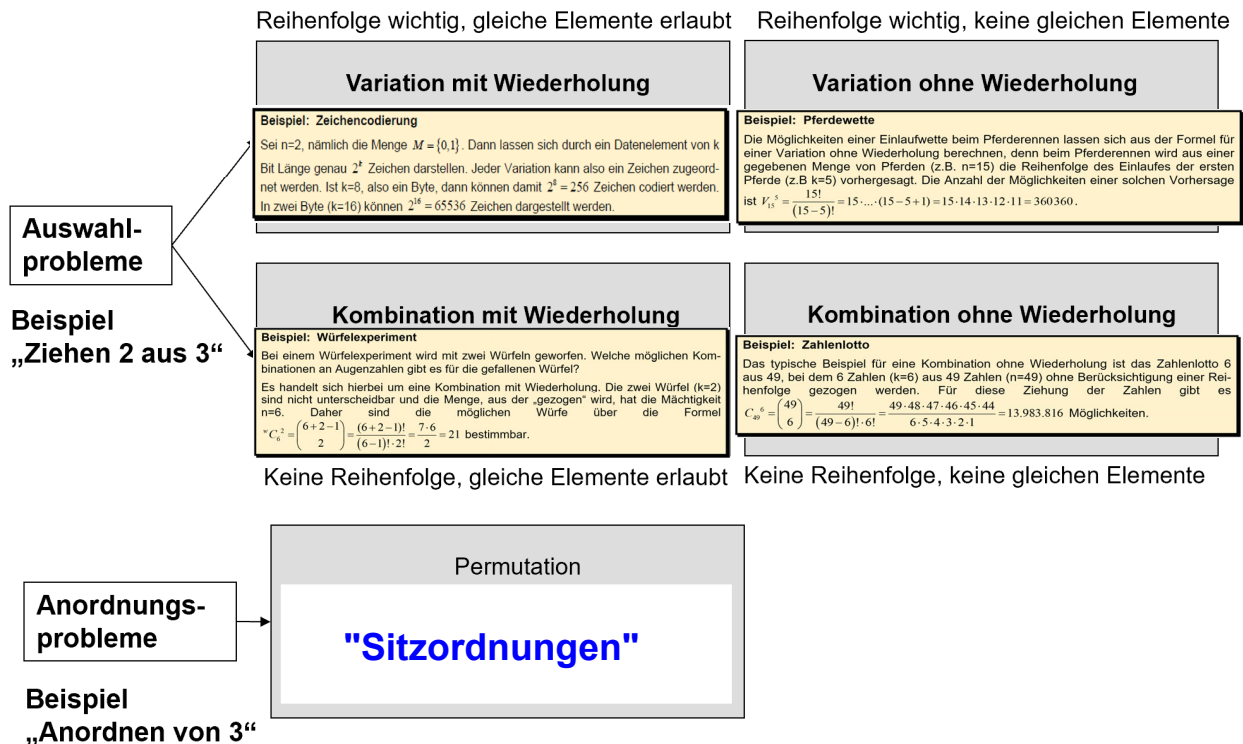 Reihenfolge wichtig, gleiche Elemente erlaubt
Variation mit Wiederholung
Beispiel: Zeichencodierung
Sei n=2, nämlich die Menge M = {0,1}. Dann lassen sich durch ein Datenelement von k
Bit Länge genau 2^k Zeichen darstellen. Jeder Variation kann also ein Zeichen zugeord-
net werden. Ist k=8, also ein Byte, dann können damit 2^8 = 256 Zeichen codiert werden.
In zwei Byte (k=16) können 2^16 = 65536 Zeichen dargestellt werden.
Reihenfolge wichtig, keine gleichen Elemente
Variation ohne Wiederholung
Beispiel: Pferdewette
Die Möglichkeiten einer Einlaufwette beim Pferderennen lassen sich aus der Formel für
einer Variation ohne Wiederholung berechnen, denn beim Pferderennen wird aus einer
gegebenen Menge von Pferden (z.B. n=15) die Reihenfolge des Einlaufes der ersten
Pferde (z.B k=5) vorhergesagt. Die Anzahl der Möglichkeiten einer solchen Vorhersage
ist V_15^5 = 15!/(15−5)! = 15·...·(15−5+1) = 15·14·13·12·11 = 360360.
Auswahl-
probleme
Beispiel
„Ziehen 2 aus 3“
Kombination mit Wiederholung
Beispiel: Würfelexperiment
Bei einem Würfelexperiment wird mit zwei Würfeln geworfen. Welche möglichen Kom-
binationen an Augenzahlen gibt es für die gefallenen Würfel?
Es handelt sich hierbei um eine Kombination mit Wiederholung. Die zwei Würfel (k=2)
sind nicht unterscheidbar und die Menge, aus der „gezogen" wird, hat die Mächtigkeit
n=6. Daher sind die möglichen Würfe über die Formel
^wC_6^2 = (6+2−1 2) = (6+2−1)!/(6−1)!·2! = 7·6/2 = 21 bestimmbar.
Keine Reihenfolge, gleiche Elemente erlaubt
Kombination ohne Wiederholung
Beispiel: Zahlenlotto
Das typische Beispiel für eine Kombination ohne Wiederholung ist das Zahlenlotto 6
aus 49, bei dem 6 Zahlen (k=6) aus 49 Zahlen (n=49) ohne Berücksichtigung einer Rei-
henfolge gezogen werden. Für diese Ziehung der Zahlen gibt es
C_49^6 = (49 6) = 49!/(49−6)!·6! = 49·48·47·46·45·44/6·5·4·3·2·1 = 13.983.816 Möglichkeiten.
Keine Reihenfolge, keine gleichen Elemente
Anordnungs-
probleme
Beispiel
„Anordnen von 3“
Permutation
"Sitzordnungen"